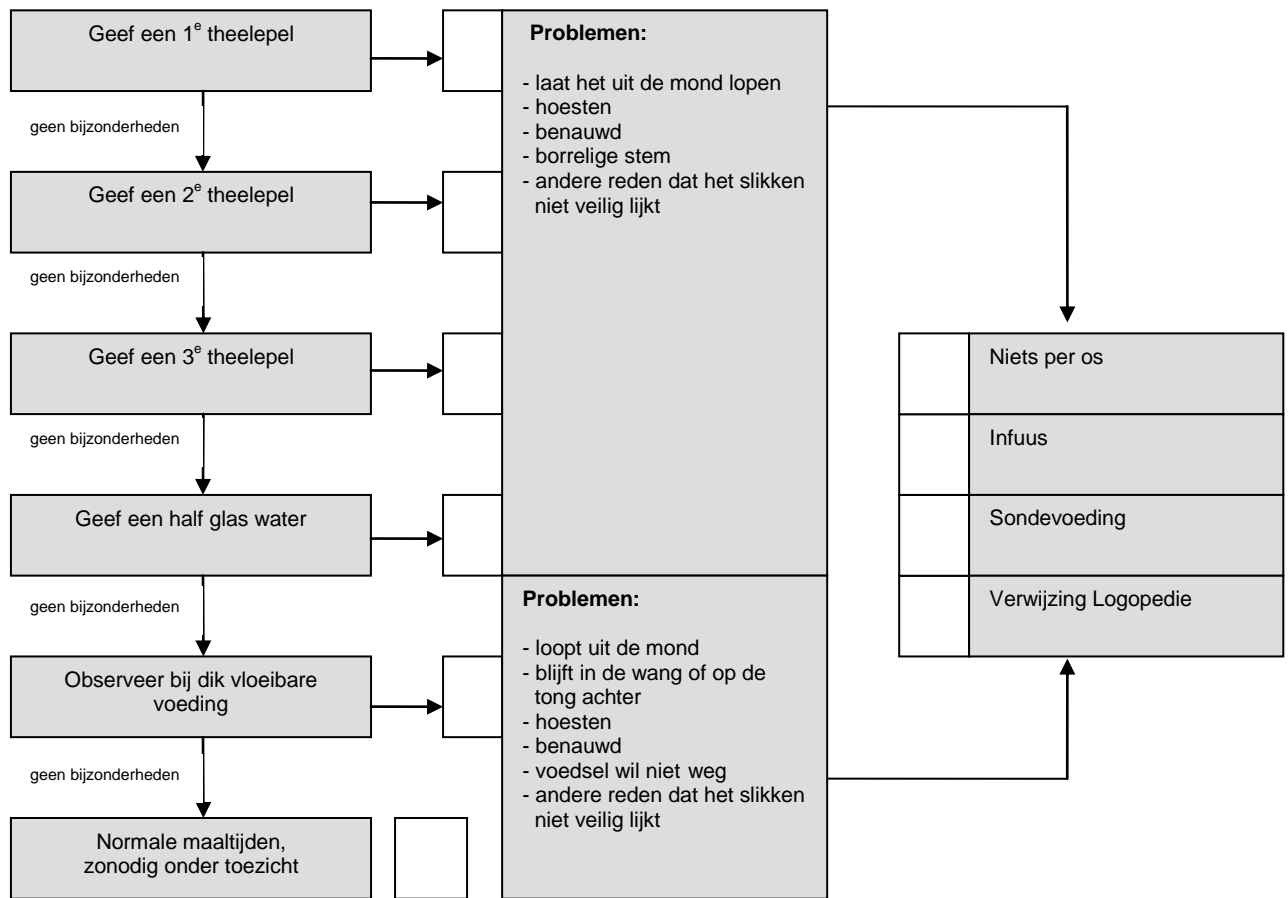 Geef een 1e theelepel
geen bijzonderheden
Geef een 2e theelepel
geen bijzonderheden
Geef een 3e theelepel
geen bijzonderheden
Geef een half glas water
geen bijzonderheden
Observeer bij dik vloeibare
voeding
geen bijzonderheden
Normale maaltijden,
zonodig onder toezicht
Problemen:
- laat het uit de mond lopen
- hoesten
- benauwd
- borrelige stem
- andere reden dat het slikken
niet veilig lijkt
Problemen:
- loopt uit de mond
- blijft in de wang of op de
tong achter
- hoesten
- benauwd
- voedsel wil niet weg
- andere reden dat het slikken
niet veilig lijkt
Niets per os
Infuus
Sondevoeding
Verwijzing Logopedie